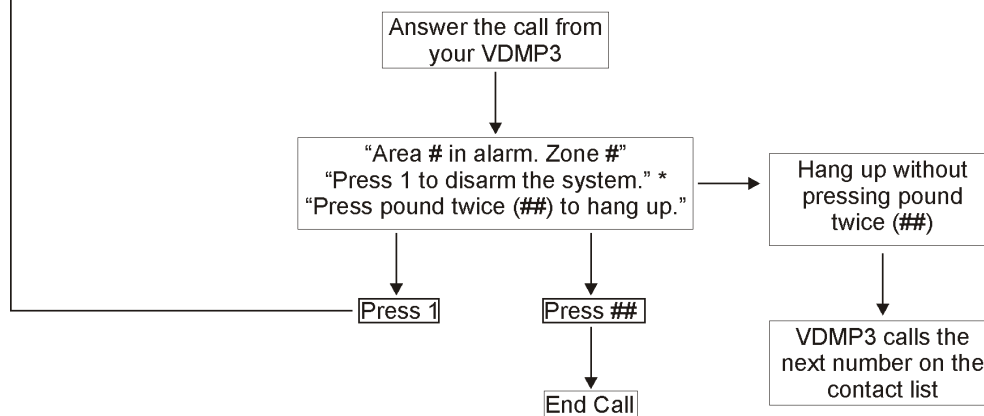 Answer the call from
your VDMP3
“Area # in alarm. Zone #”
“Press 1 to disarm the system.” *
“Press pound twice (##) to hang up.”
Hang up without
pressing pound
twice (##)
Press 1
Press ##
VDMP3 calls the
next number on the
contact list
End Call